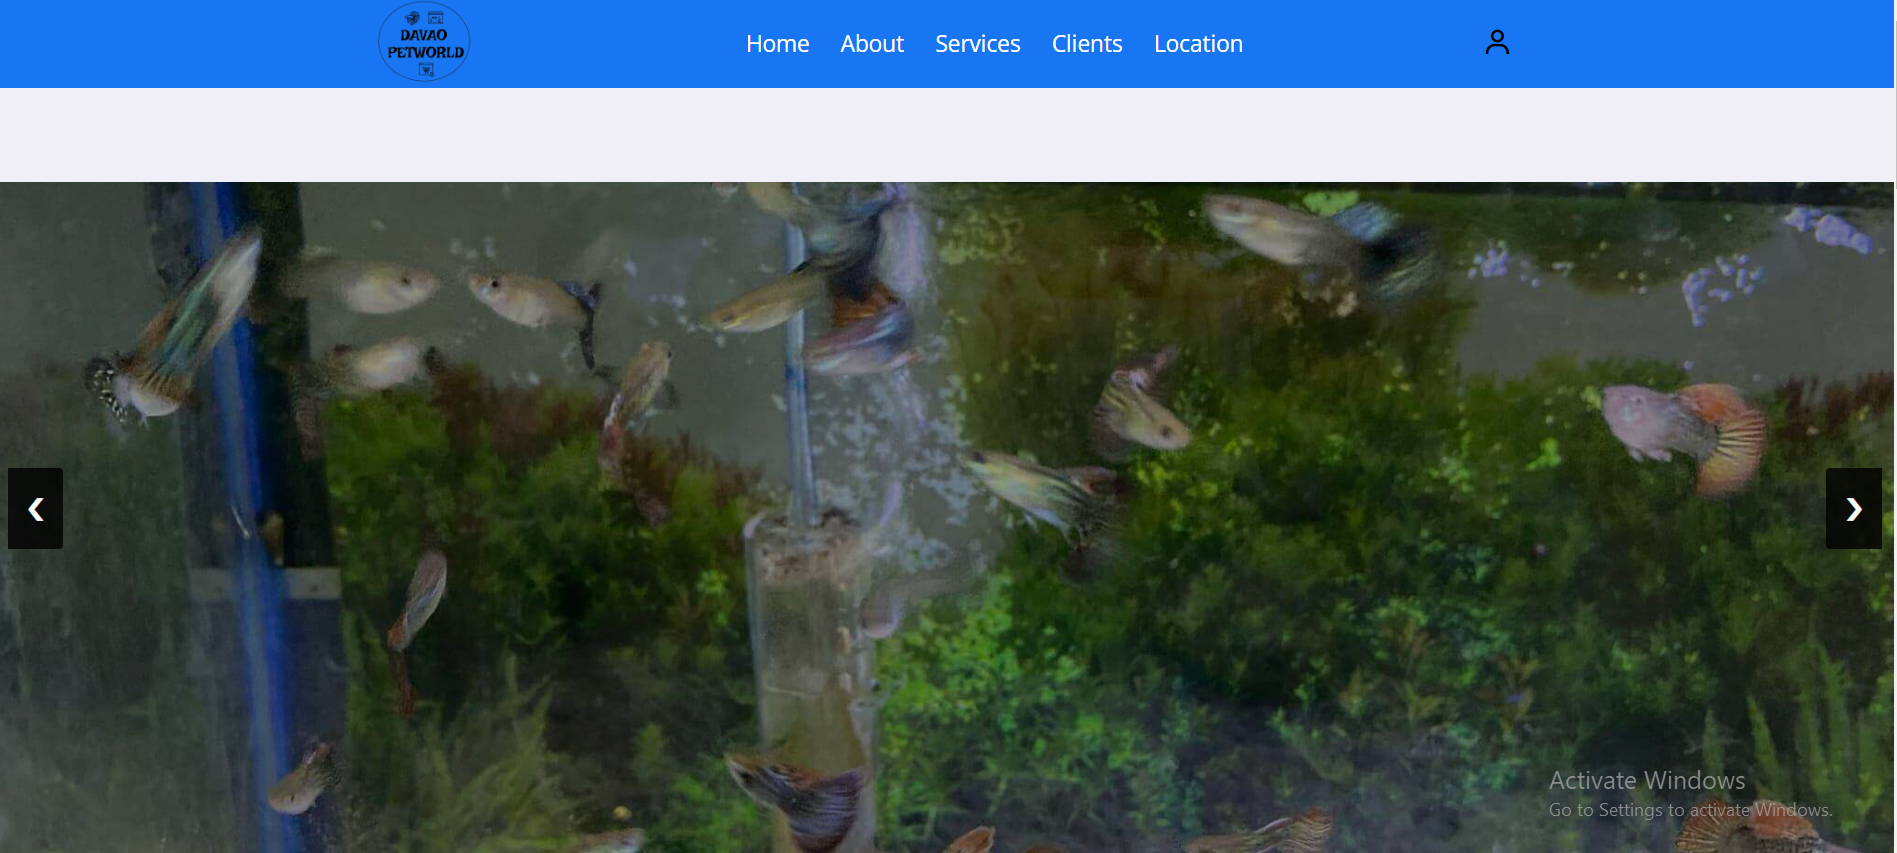 DAVAO
PETWORLD
Home About Services Clients Location
Activate Windows
Go to Settings to activate Windows.